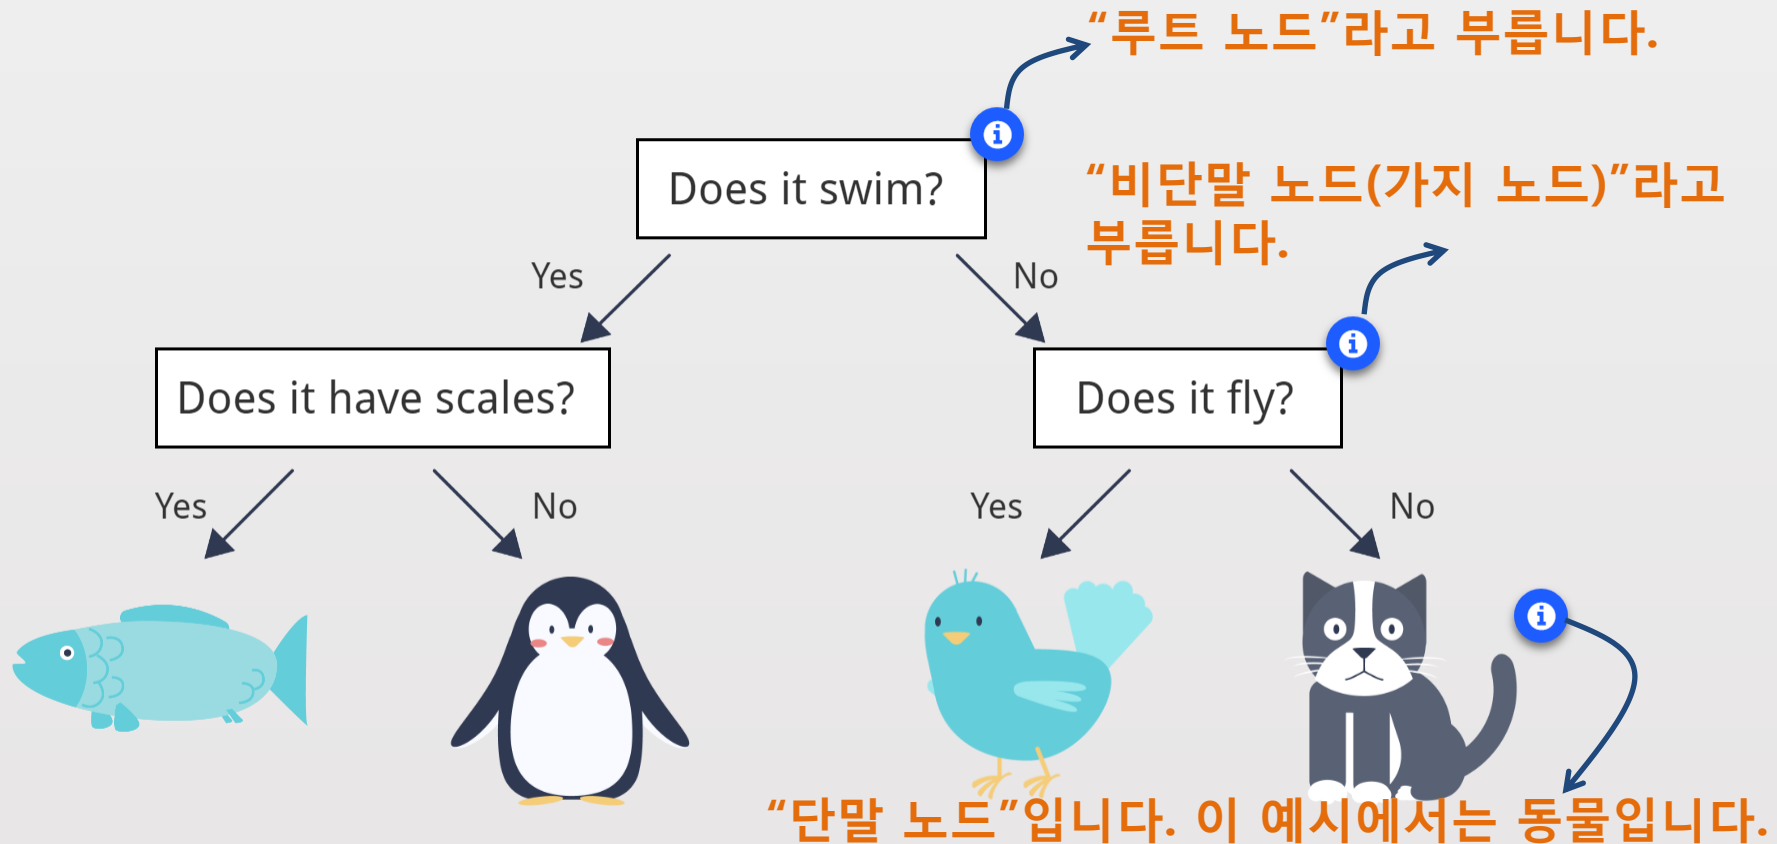 “루트 노드”라고 부릅니다.
Does it swim?
“비단말 노드(가지 노드)”라고
부릅니다.
Yes
No
Does it have scales?
Does it fly?
Yes
No
Yes
No
“단말 노드”입니다. 이 예시에서는 동물입니다.